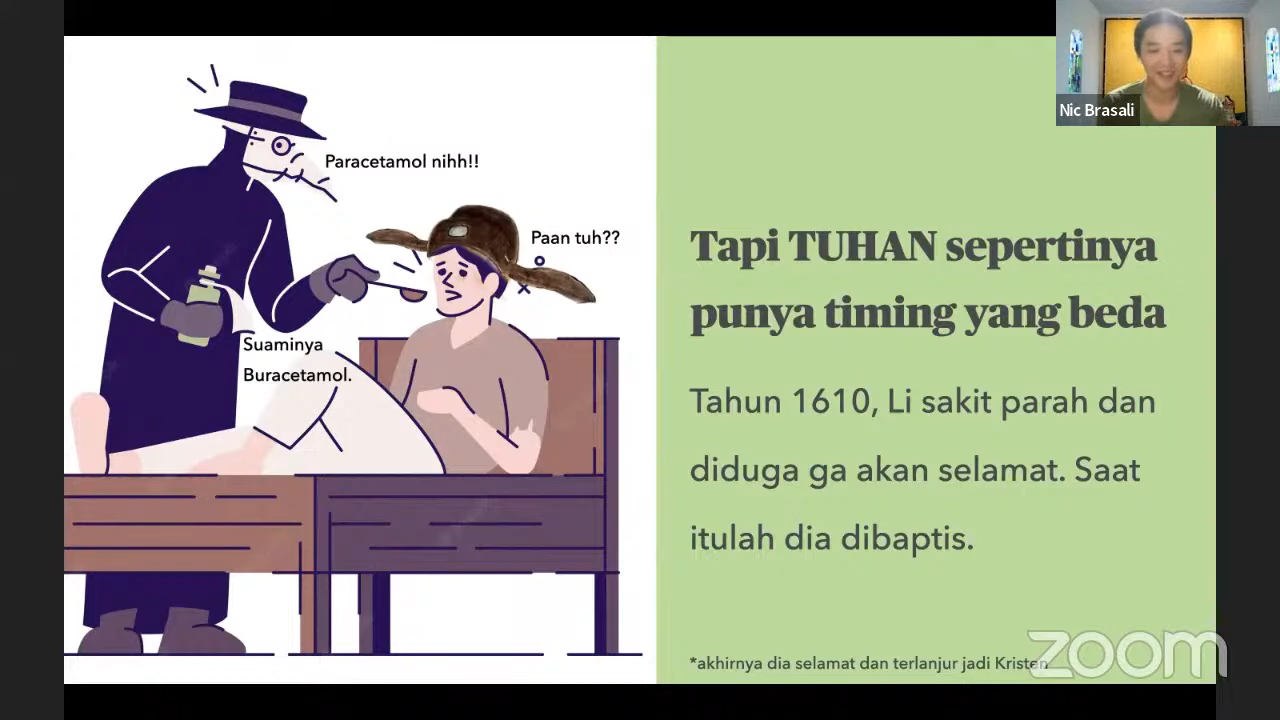 Nic Brasali
Paracetamol nihh!!
Paan tuh??
Suaminya
Buracetamol.
Tapi TUHAN sepertinya
punya timing yang beda
Tahun 1610, Li sakit parah dan
diduga ga akan selamat. Saat
itulah dia dibaptis.
*akhirnya dia selamat dan terlanjur jadi Kristen
zoom